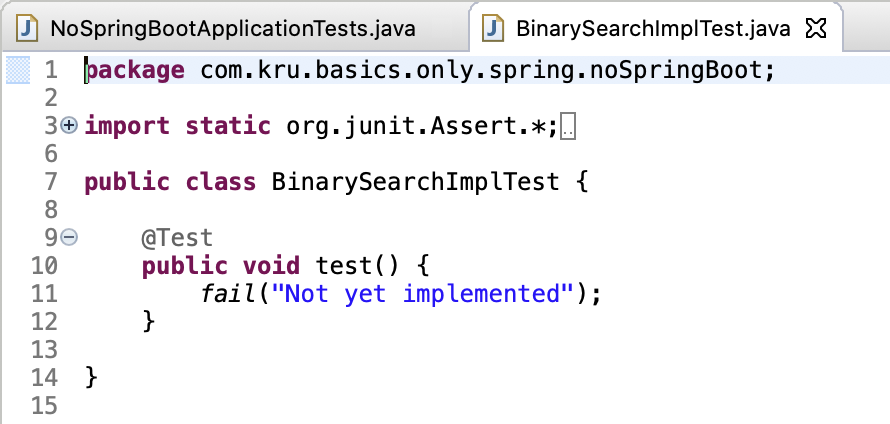 NoSpringBootApplicationTests.java BinarySearchImplTest.java
1 package com.kru.basics.only.spring.noSpringBoot;
2
3 import static org.junit.Assert.*;
6
7 public class BinarySearchImplTest {
8
9 @Test
10 public void test() {
11 fail("Not yet implemented");
12 }
13
14 }
15